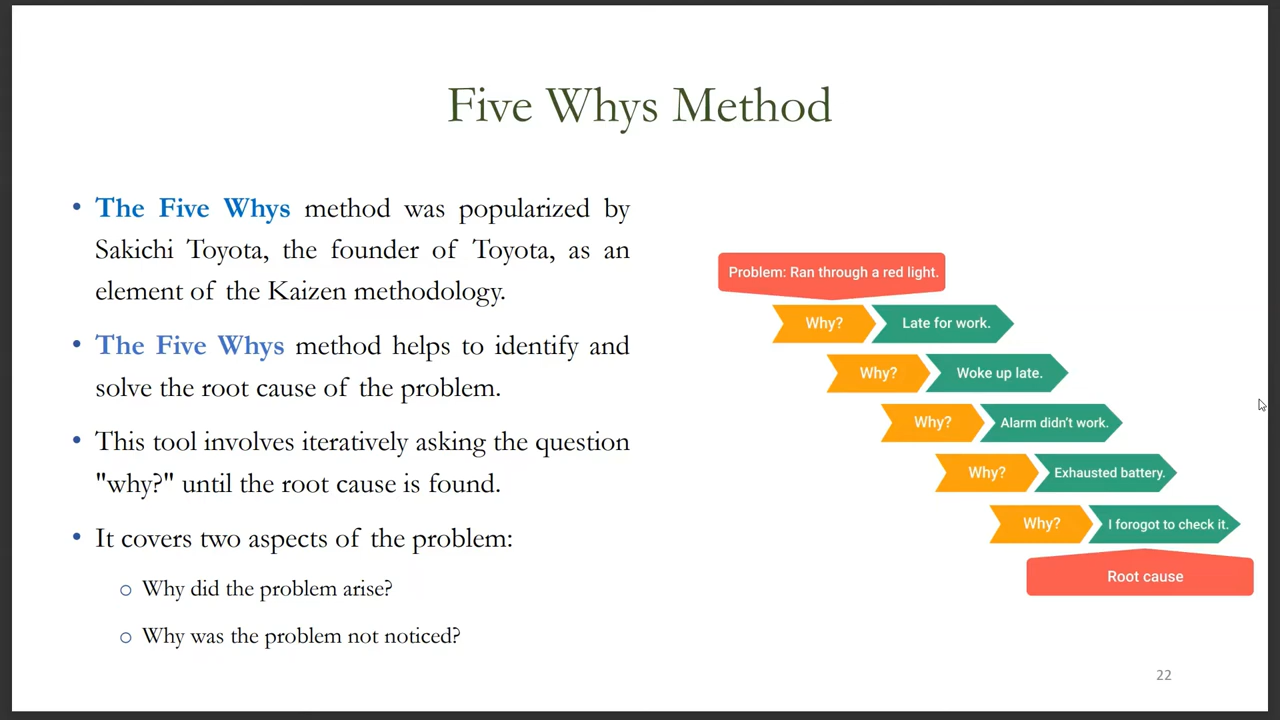 Five Whys Method
• The Five Whys method was popularized by
Sakichi Toyota, the founder of Toyota, as an
element of the Kaizen methodology.
• The Five Whys method helps to identify and
solve the root cause of the problem.
• This tool involves iteratively asking the question
"why?" until the root cause is found.
• It covers two aspects of the problem:
o Why did the problem arise?
o Why was the problem not noticed?
Problem: Ran through a red light.
Why? Late for work.
Why? Woke up late.
Why? Alarm didn't work.
Why? Exhausted battery.
Why? I forogot to check it.
Root cause
22